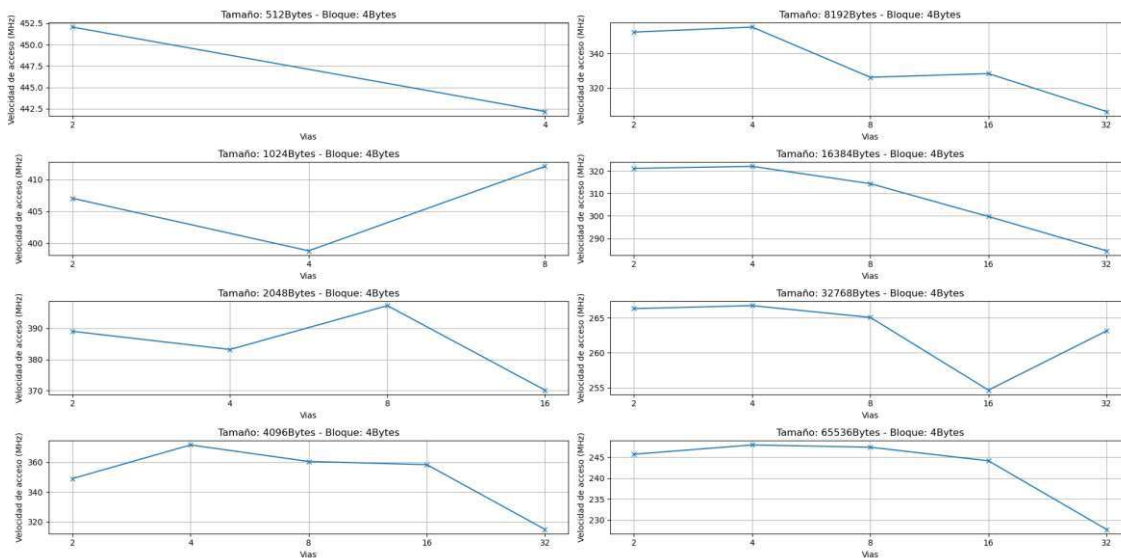 Tamaño: 512Bytes - Bloque: 4Bytes
Velocidad de acceso (MHz)
452.5
450.0
447.5
445.0
442.5
2 4
Vias
Tamaño: 1024Bytes - Bloque: 4Bytes
Velocidad de acceso (MHz)
410
405
400
2 4 8
Vias
Tamaño: 2048Bytes - Bloque: 4Bytes
Velocidad de acceso (MHz)
390
380
370
2 4 8 16
Vias
Tamaño: 4096Bytes - Bloque: 4Bytes
Velocidad de acceso (MHz)
360
340
320
2 4 8 16 32
Vias
Tamaño: 8192Bytes - Bloque: 4Bytes
Velocidad de acceso (MHz)
340
320
2 4 8 16 32
Vias
Tamaño: 16384Bytes - Bloque: 4Bytes
Velocidad de acceso (MHz)
320
310
300
290
2 4 8 16 32
Vias
Tamaño: 32768Bytes - Bloque: 4Bytes
Velocidad de acceso (MHz)
265
260
255
2 4 8 16 32
Vias
Tamaño: 65536Bytes - Bloque: 4Bytes
Velocidad de acceso (MHz)
245
240
235
230
2 4 8 16 32
Vias